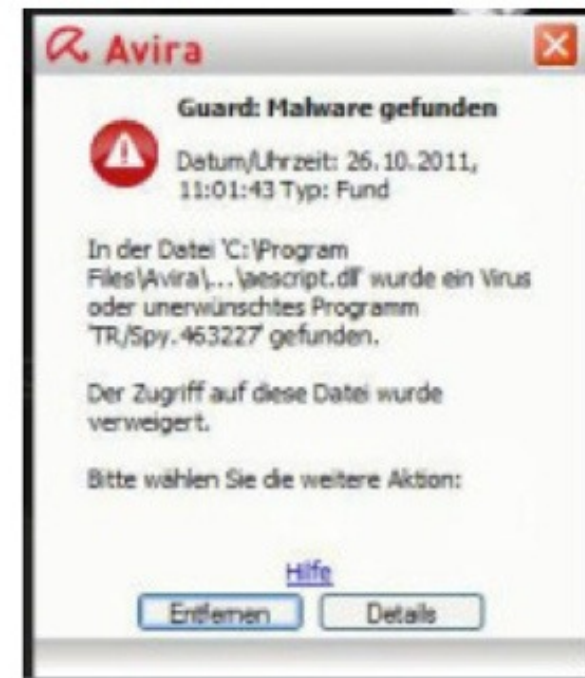 Avira
Guard: Malware gefunden
Datum/Uhrzeit: 26.10.2011,
11:01:43 Typ: Fund
In der Datei 'C:\Program
Files\Avira\...\aescript.dll' wurde ein Virus
oder unerwünschtes Programm
'TR/Spy.463227' gefunden.
Der Zugriff auf diese Datei wurde
verweigert.
Bitte wählen Sie die weitere Aktion:
Hilfe
Entfernen Details